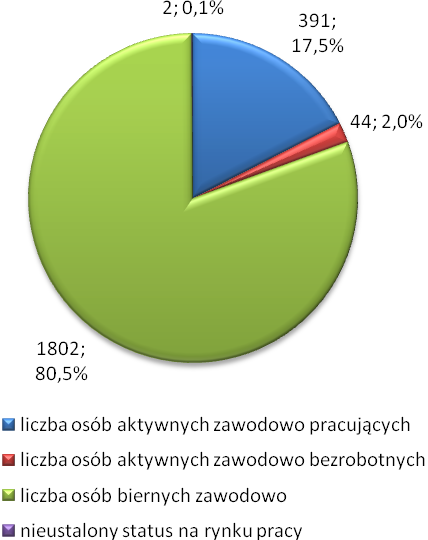 2; 0,1%
391;
17,5%
44; 2,0%
1802;
80,5%
liczba osób aktywnych zawodowo pracujących
liczba osób aktywnych zawodowo bezrobotnych
liczba osób biernych zawodowo
nieustalony status na rynku pracy